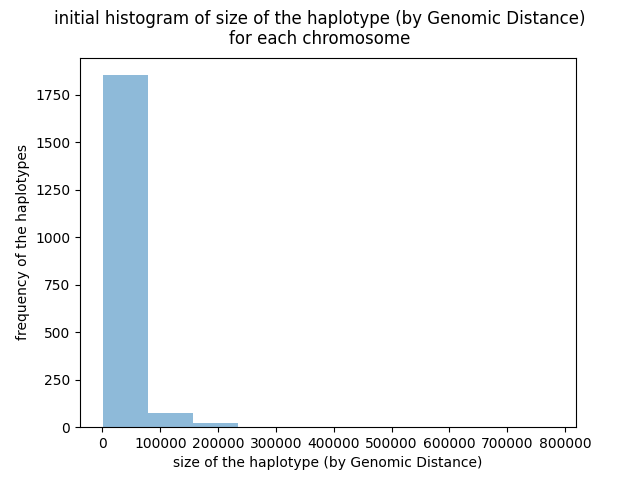 initial histogram of size of the haplotype (by Genomic Distance)
for each chromosome
frequency of the haplotypes
1750
1500
1250
1000
750
500
250
0
0 100000 200000 300000 400000 500000 600000 700000 800000
size of the haplotype (by Genomic Distance)